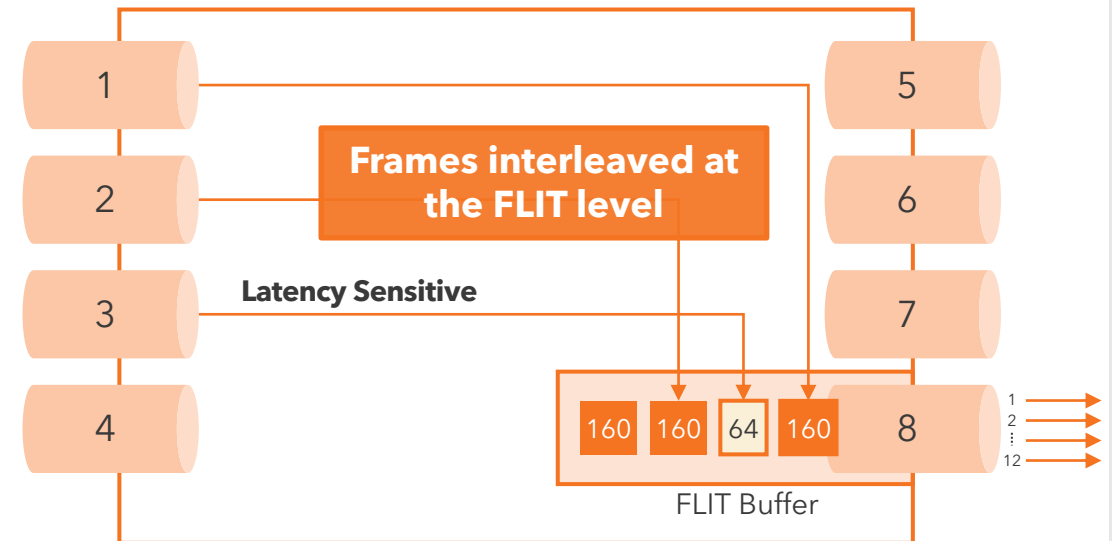 1
5
Frames interleaved at
the FLIT level
2
6
Latency Sensitive
3
7
4
160 160 64 160 8
1
2
12
FLIT Buffer